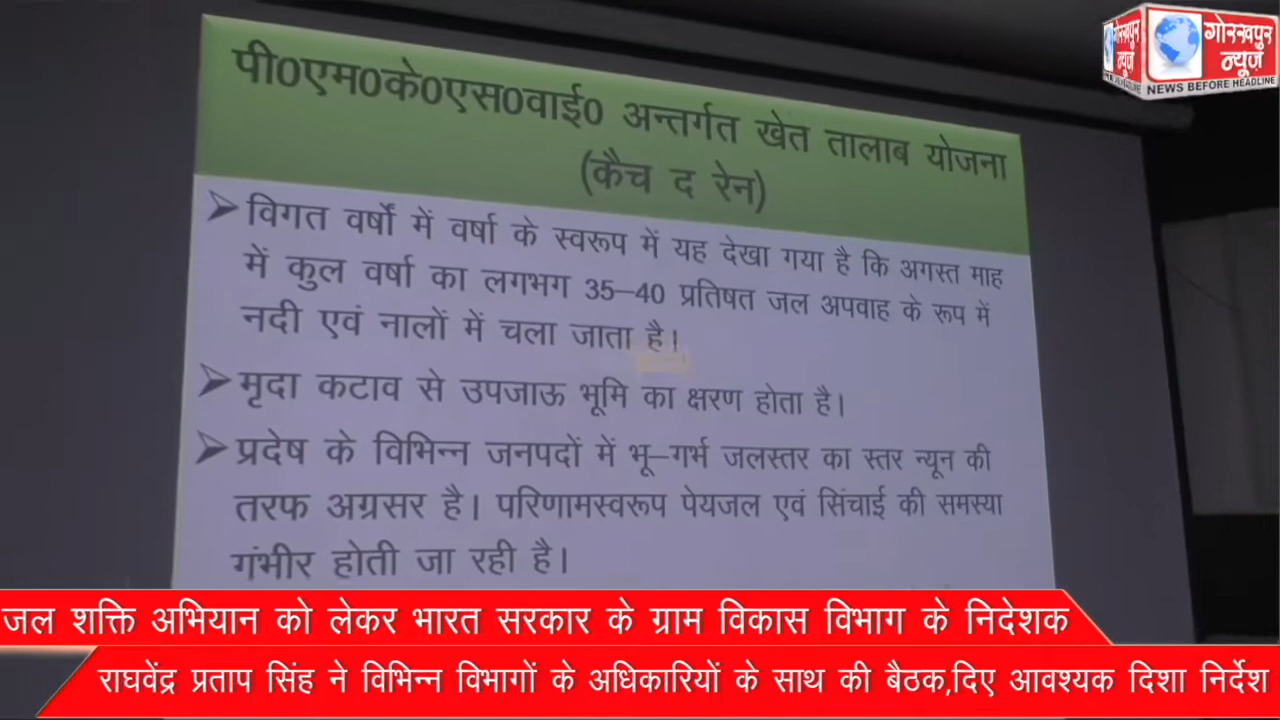 गोरखपुर
न्यूज़
NEWS BEFORE HEADLINE
पी0एम0के0एस0वाई0 अन्तर्गत खेत तालाब योजना
(कैच द रेन)
विगत वर्षों में वर्षा के स्वरूप में यह देखा गया है कि अगस्त माह
में कुल वर्षा का लगभग 35–40 प्रतिषत जल अपवाह के रूप में
नदी एवं नालों में चला जाता है।
मृदा कटाव से उपजाऊ भूमि का क्षरण होता है।
प्रदेष के विभिन्न जनपदों में भू–गर्भ जलस्तर का स्तर न्यून की
तरफ अग्रसर है। परिणामस्वरूप पेयजल एवं सिंचाई की समस्या
गंभीर होती जा रही है।
जल शक्ति अभियान को लेकर भारत सरकार के ग्राम विकास विभाग के निदेशक
राघवेंद्र प्रताप सिंह ने विभिन्न विभागों के अधिकारियों के साथ की बैठक,दिए आवश्यक दिशा निर्देश